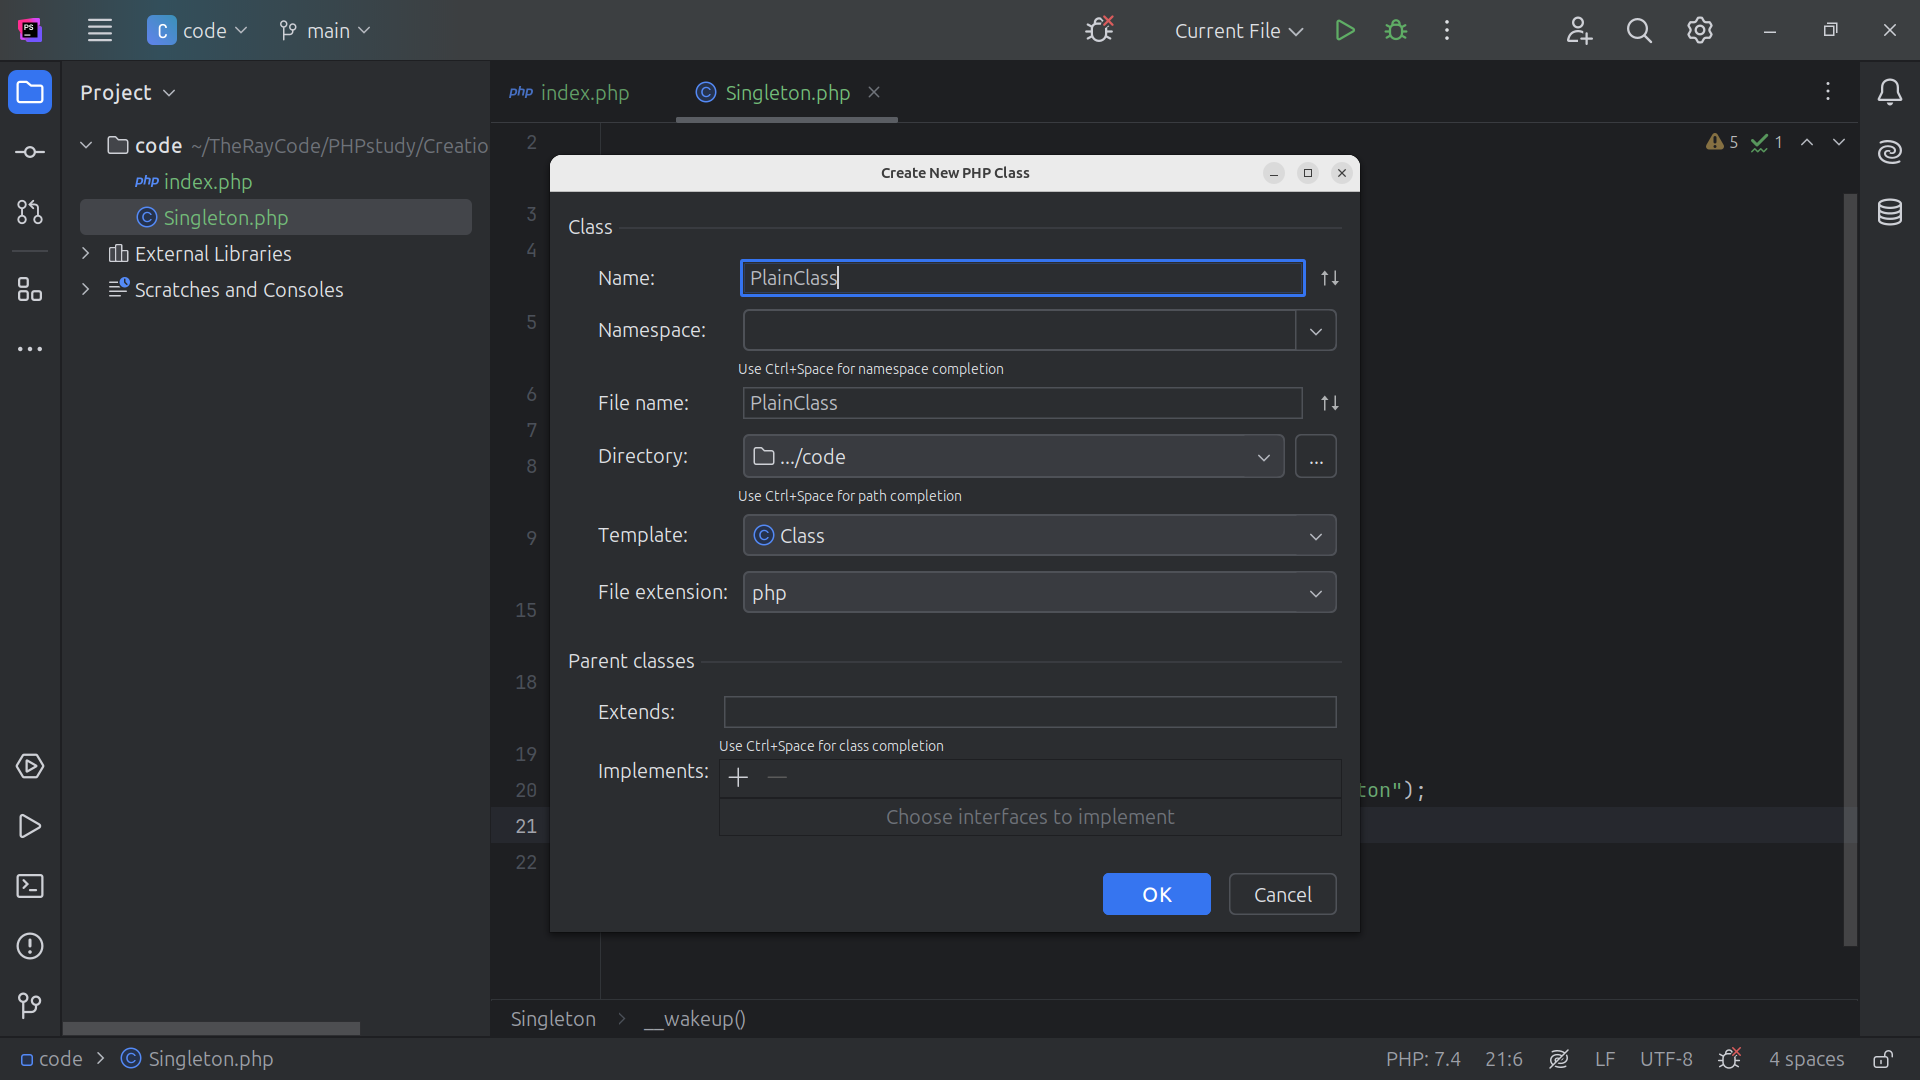 PS
C code
main
Current File
Project
php index.php
C Singleton.php
code ~/TheRayCode/PHPstudy/Creatio
php index.php
C Singleton.php
External Libraries
Scratches and Consoles
5
1
2
3
4
5
6
7
8
9
15
18
19
20
21
22
Create New PHP Class
Class
Name: PlainClass
Namespace:
Use Ctrl+Space for namespace completion
File name: PlainClass
Directory: .../code ...
Use Ctrl+Space for path completion
Template: C Class
File extension: php
Parent classes
Extends:
Use Ctrl+Space for class completion
Implements:
Choose interfaces to implement
OK Cancel
ton");
Singleton > __wakeup()
code > C Singleton.php
PHP: 7.4 21:6 LF UTF-8 4 spaces